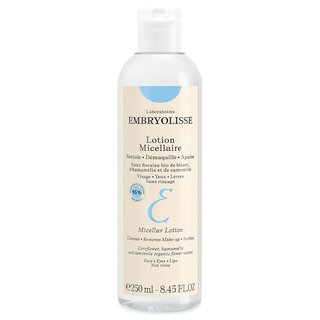 Laboratoires
EMBRYOLISSE
Lotion
Micellaire
Nettoie • Démaquille • Apaise
Eaux florales bio de bleuet,
d'hamamélis et de camomille
Visage • Yeux • Lèvres
Sans rinçage
95%
Micellar Lotion
Cleanses • Removes Make up • Soothes
Cornflower, hamamelis
and camomile organic flower waters
Face • Eyes • Lips
Non rinse
℮250 ml - 8.45 FL.OZ